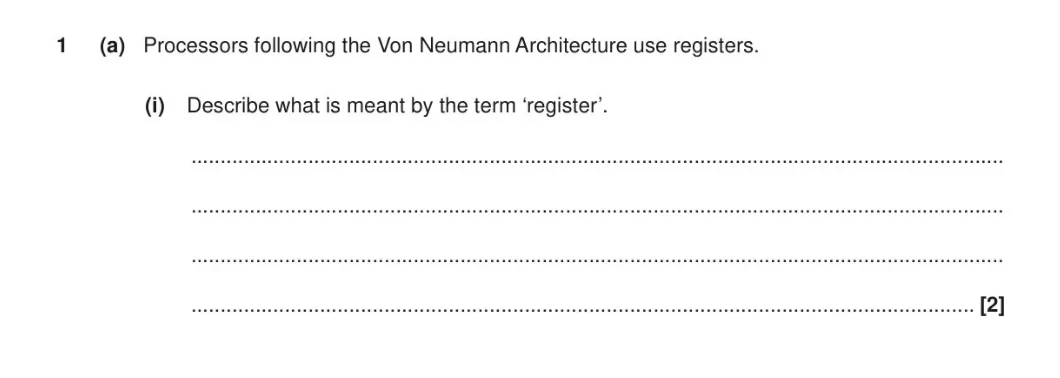 1 (a) Processors following the Von Neumann Architecture use registers.
(i) Describe what is meant by the term ‘register’.
..........................................................................................................................................
..........................................................................................................................................
..........................................................................................................................................
..................................................................................................................................... [2]